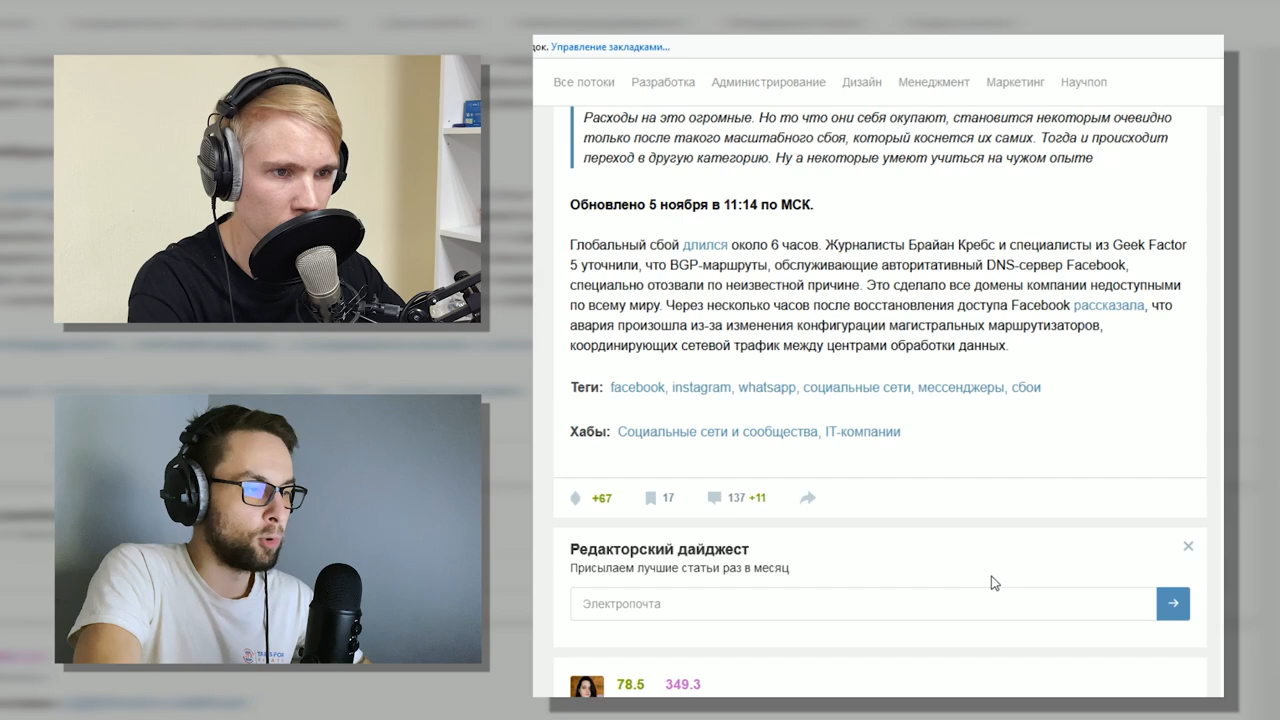 док. Управление закладками...
Все потоки Разработка Администрирование Дизайн Менеджмент Маркетинг Научпоп
Расходы на это огромные. Но то что они себя окупают, становится некоторым очевидно
только после такого масштабного сбоя, который коснется их самих. Тогда и происходит
переход в другую категорию. Ну а некоторые умеют учиться на чужом опыте
Обновлено 5 ноября в 11:14 по МСК.
Глобальный сбой длился около 6 часов. Журналисты Брайан Кребс и специалисты из Geek Factor
5 уточнили, что BGP-маршруты, обслуживающие авторитативный DNS-сервер Facebook,
специально отозвали по неизвестной причине. Это сделало все домены компании недоступными
по всему миру. Через несколько часов после восстановления доступа Facebook рассказала, что
авария произошла из-за изменения конфигурации магистральных маршрутизаторов,
координирующих сетевой трафик между центрами обработки данных.
Теги: facebook, instagram, whatsapp, социальные сети, мессенджеры, сбои
Хабы: Социальные сети и сообщества, IT-компании
+67 17 137 +11
Редакторский дайджест
Присылаем лучшие статьи раз в месяц
Электропочта
78.5 349.3